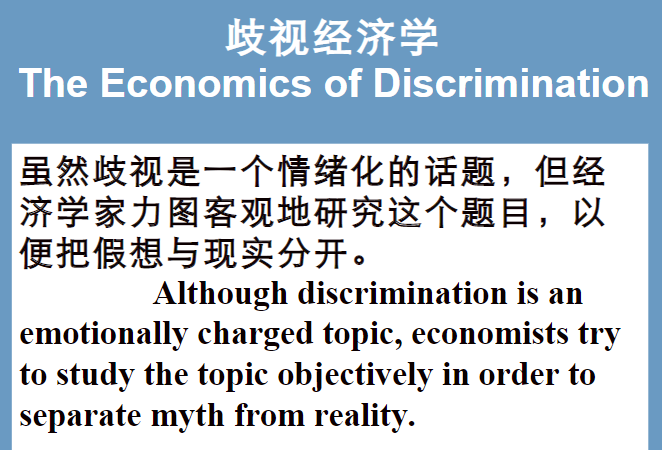 歧视经济学
The Economics of Discrimination
虽然歧视是一个情绪化的话题，但经
济学家力图客观地研究这个题目，以
便把假想与现实分开。
Although discrimination is an
emotionally charged topic, economists try
to study the topic objectively in order to
separate myth from reality.